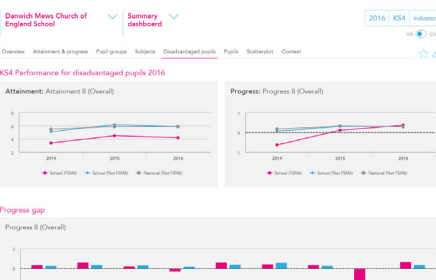 Danwich Mews Church of
England School
Summary
dashboard
2016 KS4 Indicator
VA
Overview Attainment & progress Pupil groups Subjects Disadvantaged pupils Pupils Scatterplot Context
KS4 Performance for disadvantaged pupils 2016
Attainment: Attainment 8 (Overall)
Progress: Progress 8 (Overall)
8
6
4
2
2014 2015 2016
School (FSM6) School (Not FSM6) National (Not FSM6)
1
0
-1
2014 2015 2016
School (FSM6) School (Not FSM6) National (Not FSM6)
Progress gap
Progress 8 (Overall)
1
0